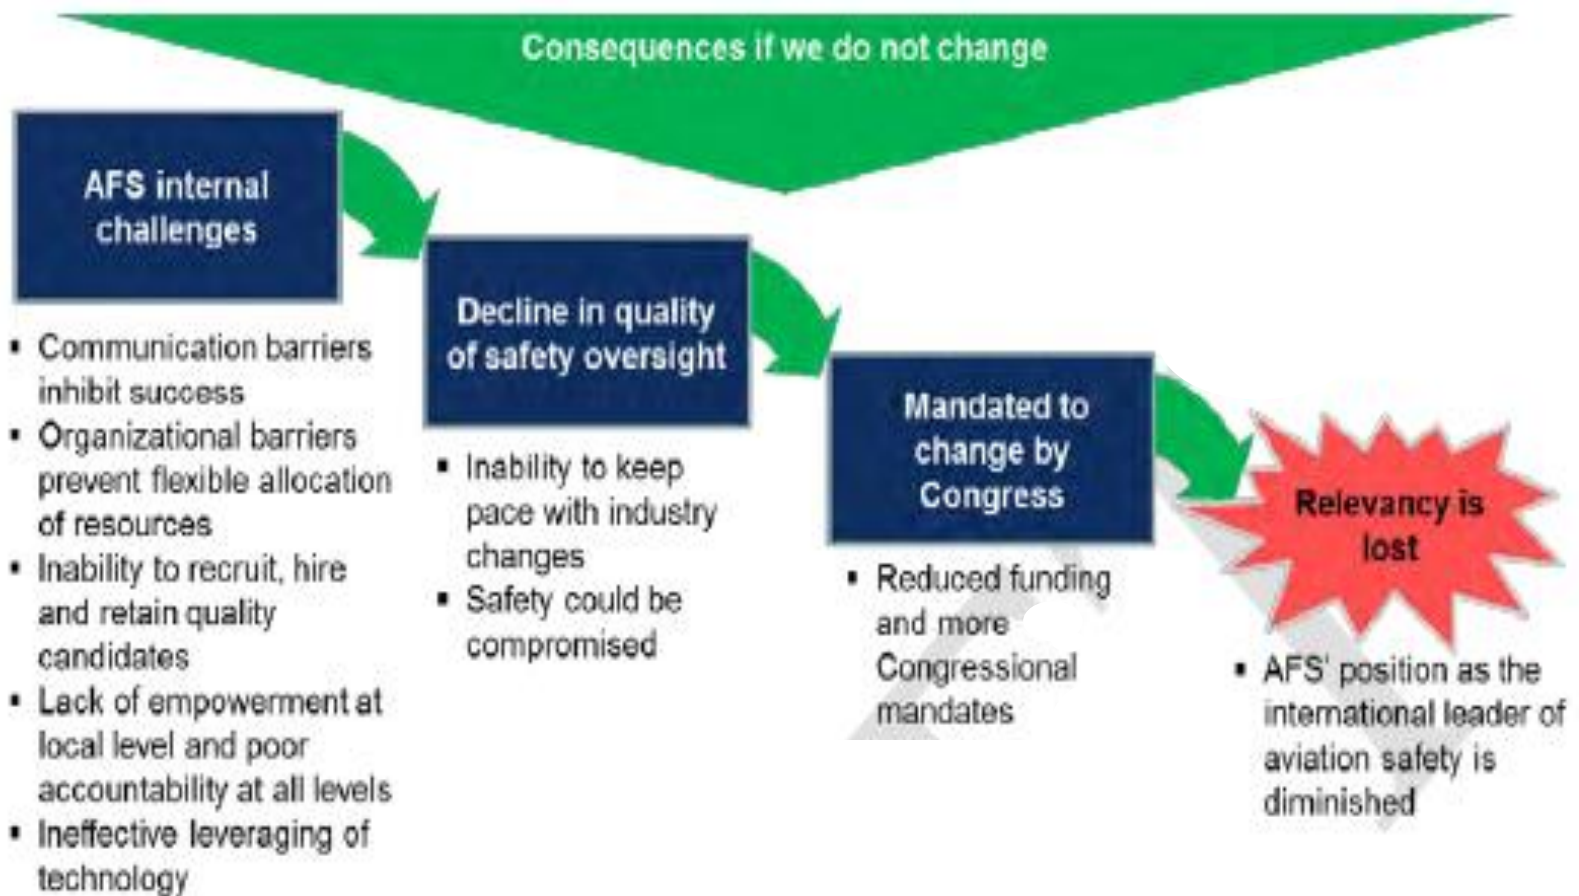 Consequences if we do not change
AFS internal
challenges
▪ Communication barriers
inhibit success
▪ Organizational barriers
prevent flexible allocation
of resources
▪ Inability to recruit, hire
and retain quality
candidates
▪ Lack of empowerment at
local level and poor
accountability at all levels
▪ Ineffective leveraging of
technology
Decline in quality
of safety oversight
▪ Inability to keep
pace with industry
changes
▪ Safety could be
compromised
Mandated to
change by
Congress
▪ Reduced funding
and more
Congressional
mandates
Relevancy is
lost
▪ AFS' position as the
international leader of
aviation safety is
diminished